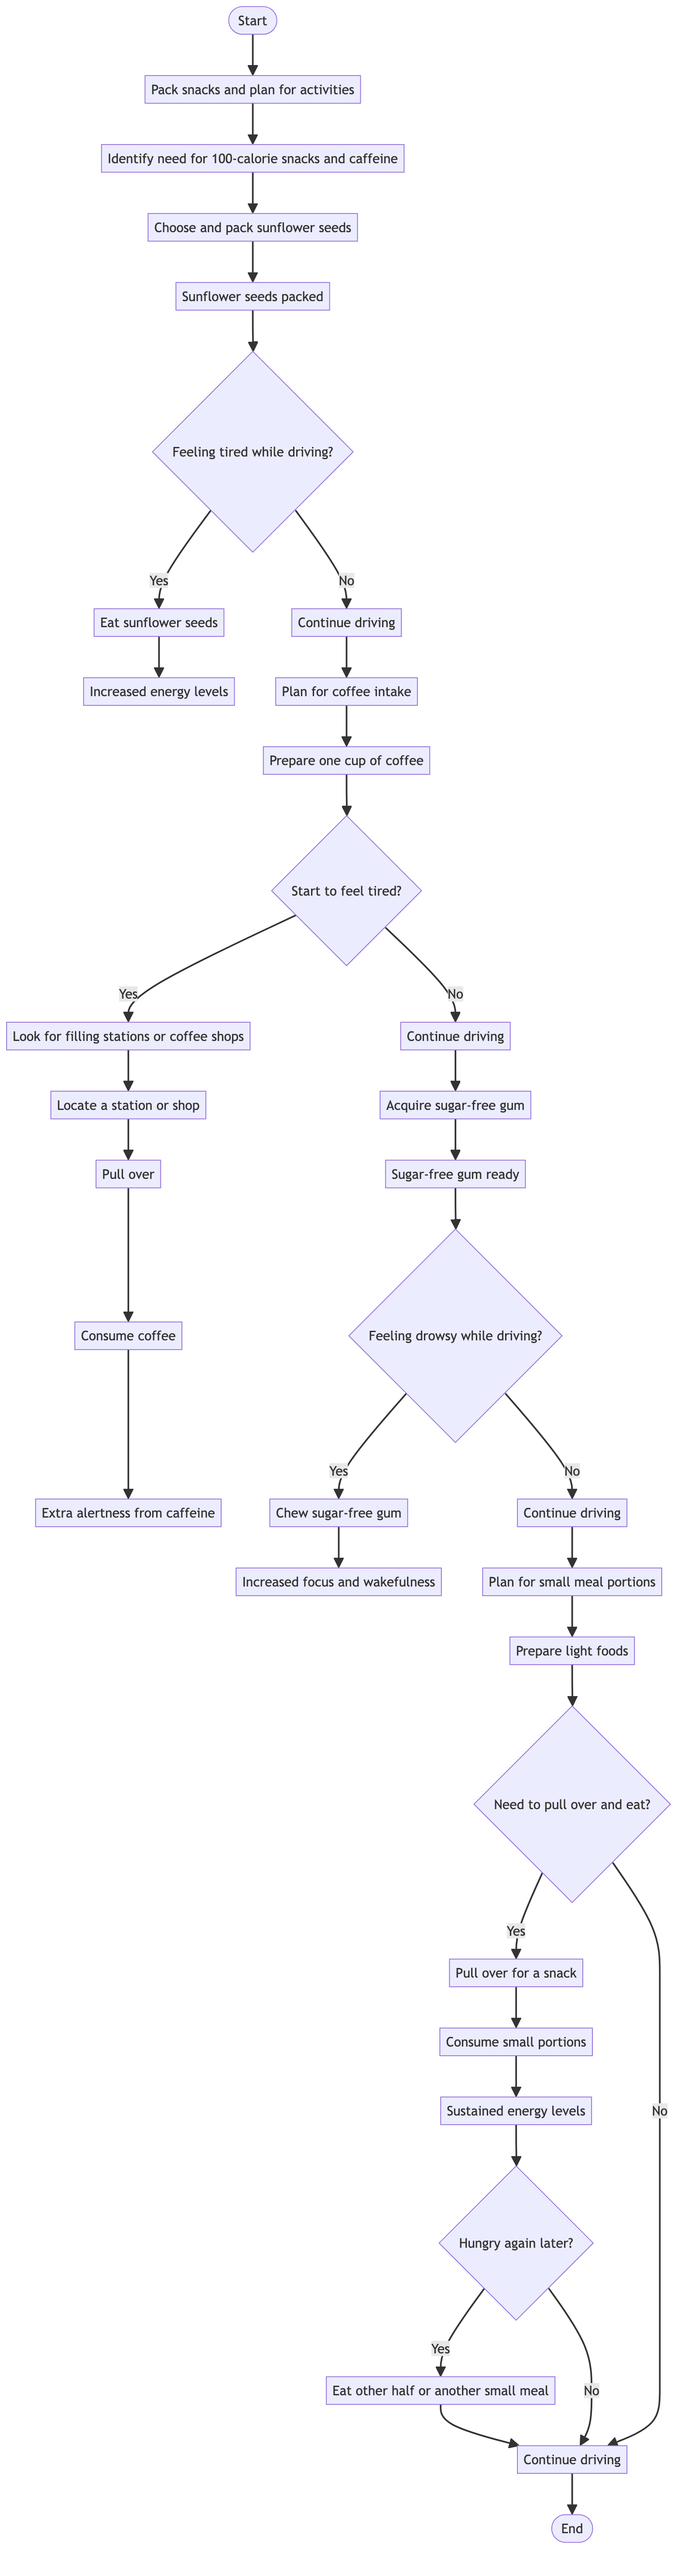 Start
Pack snacks and plan for activities
Identify need for 100-calorie snacks and caffeine
Choose and pack sunflower seeds
Sunflower seeds packed
Feeling tired while driving?
Yes
No
Eat sunflower seeds
Continue driving
Increased energy levels
Plan for coffee intake
Prepare one cup of coffee
Start to feel tired?
Yes
No
Look for filling stations or coffee shops
Continue driving
Locate a station or shop
Acquire sugar-free gum
Pull over
Sugar-free gum ready
Consume coffee
Feeling drowsy while driving?
Yes
No
Extra alertness from caffeine
Chew sugar-free gum
Continue driving
Increased focus and wakefulness
Plan for small meal portions
Prepare light foods
Need to pull over and eat?
Yes
Pull over for a snack
Consume small portions
Sustained energy levels
No
Hungry again later?
Yes
No
Eat other half or another small meal
Continue driving
End